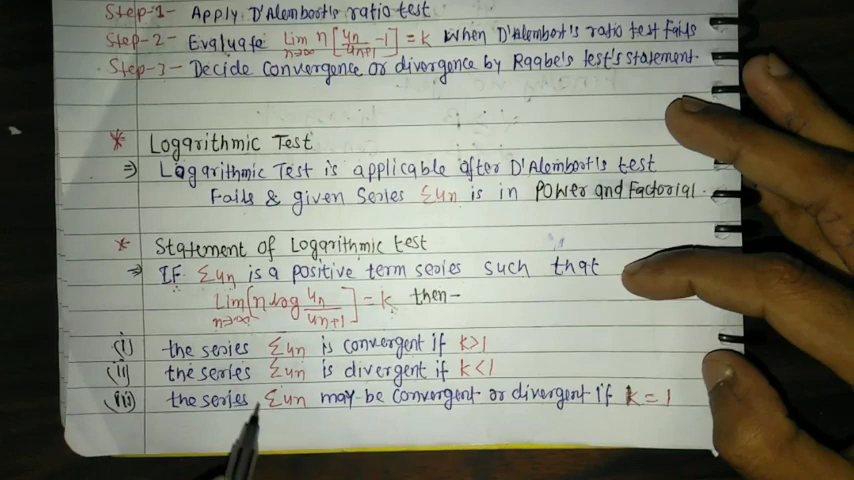 Step-1- Apply D'Alembort's ratio test
Step-2- Evaluate Lim n→∞ n[un/un+1 -1] = k when D'Alembort's ratio test fails
Step-3- Decide convergence or divergence by Raabe's test's statement.
* Logarithmic Test
⇒ Logarithmic Test is applicable after D'Alembort's test
Fails & given Series Σun is in Power and Factorial.
* Statement of Logarithmic test
⇒ IF Σun is a positive term series such that
Lim n→∞ [n log un/un+1] = k then-
(i) the series Σun is convergent if k>1
(ii) the series Σun is divergent if k<1
(iii) the series Σun may be convergent or divergent if k = 1